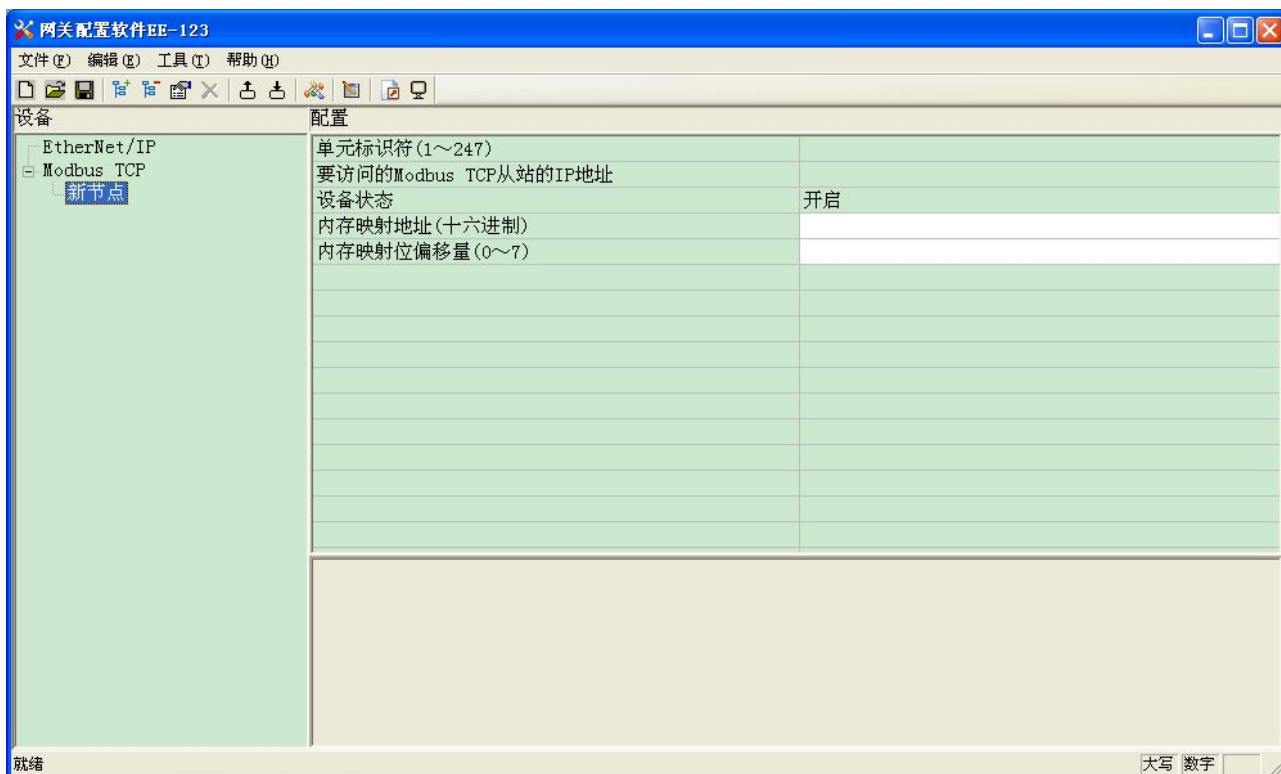 网关配置软件EE-123
文件(F) 编辑(E) 工具(T) 帮助(H)
设备
配置
EtherNet/IP
Modbus TCP
新节点
单元标识符(1～247)
要访问的Modbus TCP从站的IP地址
设备状态 开启
内存映射地址(十六进制)
内存映射位偏移量(0～7)
就绪
大写 数字